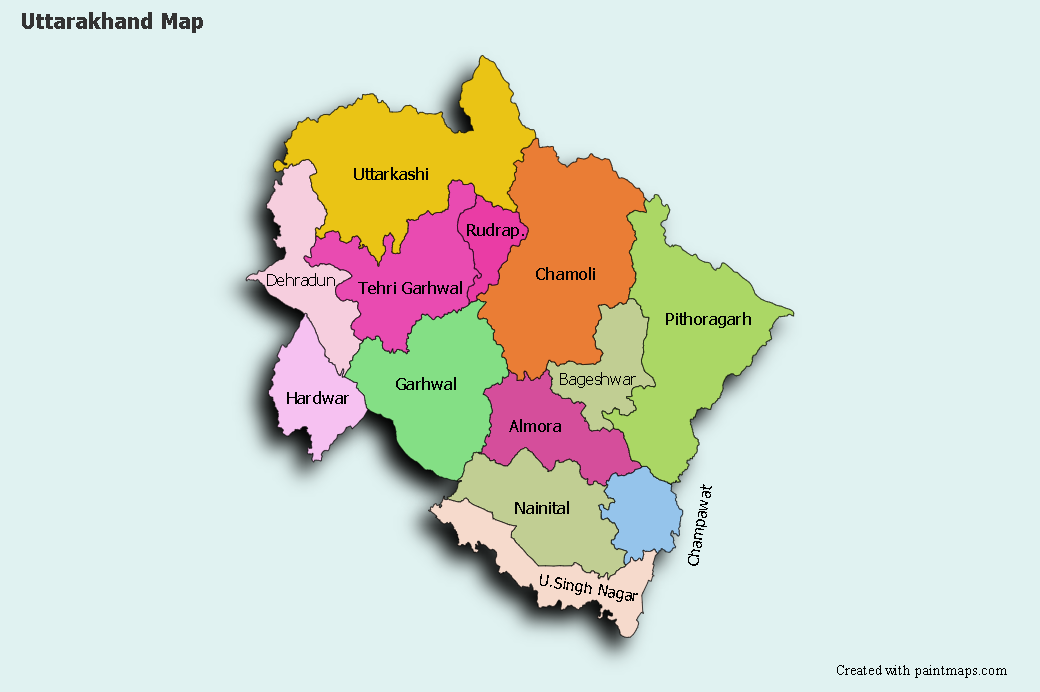 Uttarakhand Map
Uttarkashi
Rudrap.
Chamoli
Dehradun
Tehri Garhwal
Pithoragarh
Garhwal
Bageshwar
Hardwar
Almora
Nainital
Champawat
U.Singh Nagar
Created with paintmaps.com